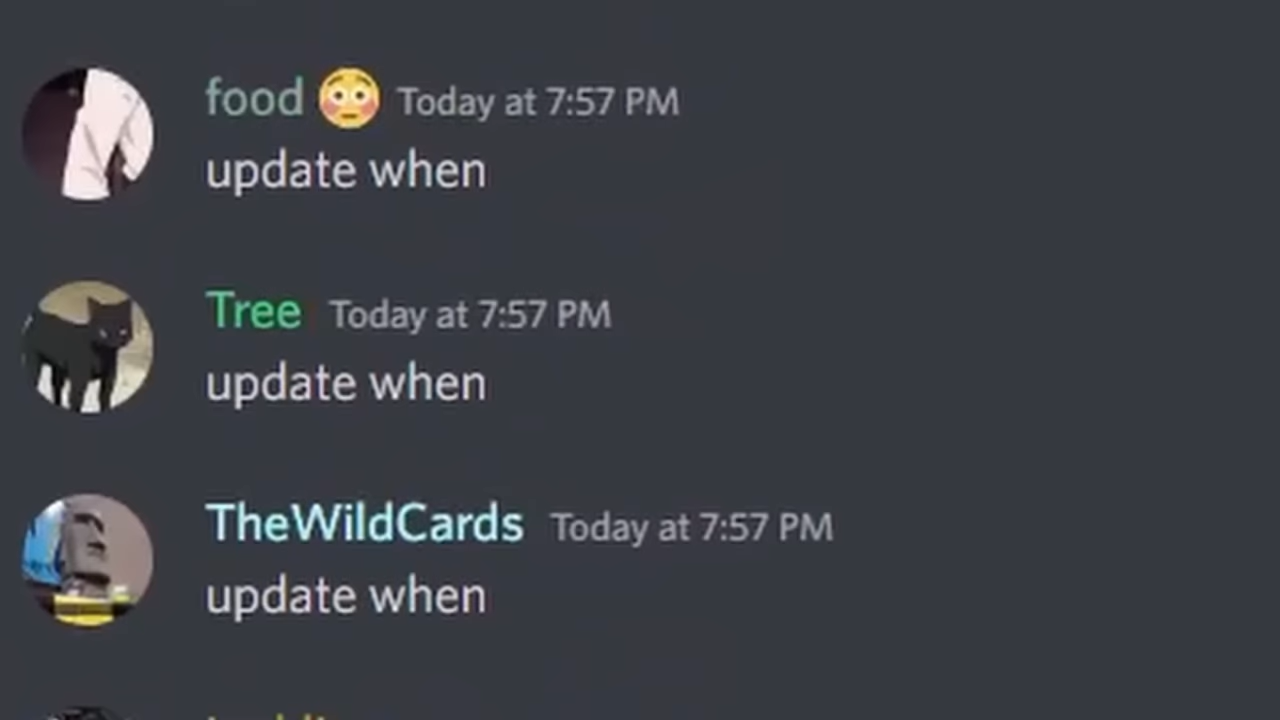 food 😳 Today at 7:57 PM
update when
Tree Today at 7:57 PM
update when
TheWildCards Today at 7:57 PM
update when